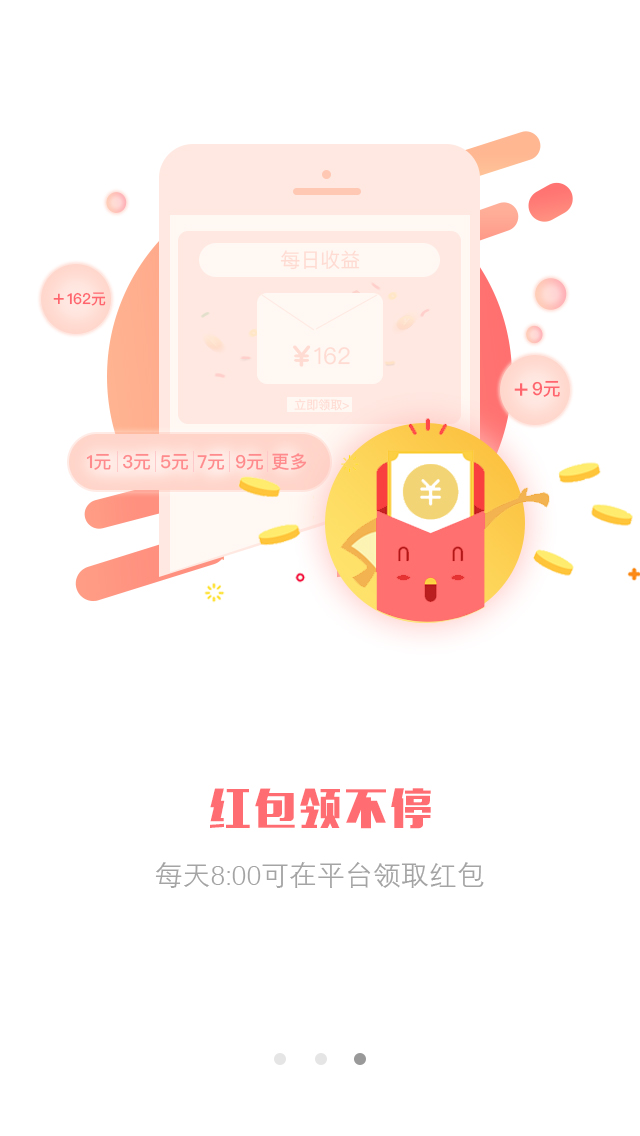 每日收益
+162元
¥162
+9元
立即领取>
1元 3元 5元 7元 9元 更多
¥
红包领不停
每天8:00可在平台领取红包